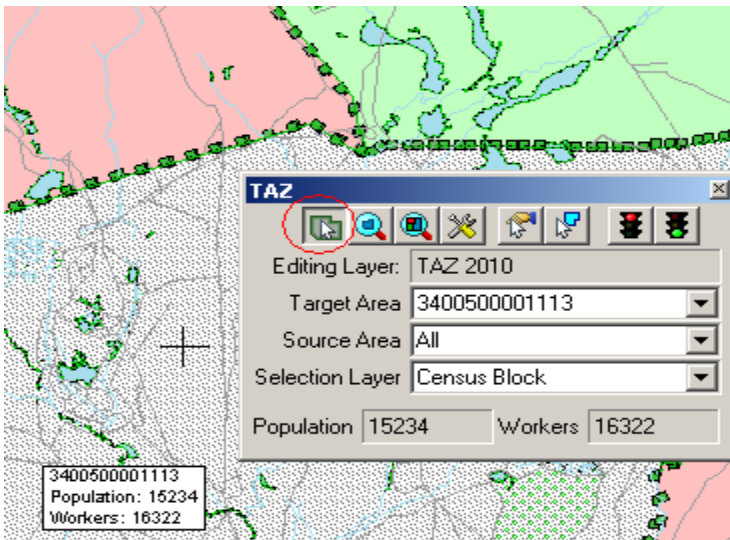 TAZ
Editing Layer: TAZ 2010
Target Area 3400500001113
Source Area All
Selection Layer Census Block
Population 15234 Workers 16322
3400500001113
Population: 15234
Workers: 16322